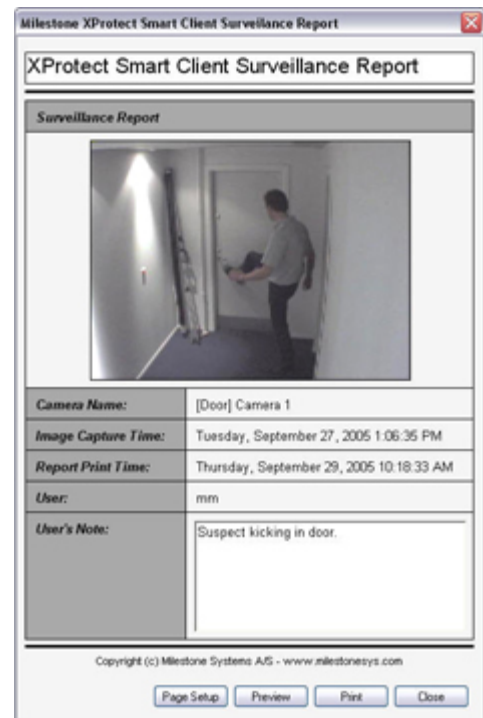 Milestone XProtect Smart Client Surveillance Report
XProtect Smart Client Surveillance Report
Surveillance Report
Camera Name: [Door] Camera 1
Image Capture Time: Tuesday, September 27, 2005 1:06:35 PM
Report Print Time: Thursday, September 29, 2005 10:18:33 AM
User: mm
User's Note: Suspect kicking in door.
Copyright (c) Milestone Systems A/S - www.milestonesys.com
Page Setup Preview Print Close